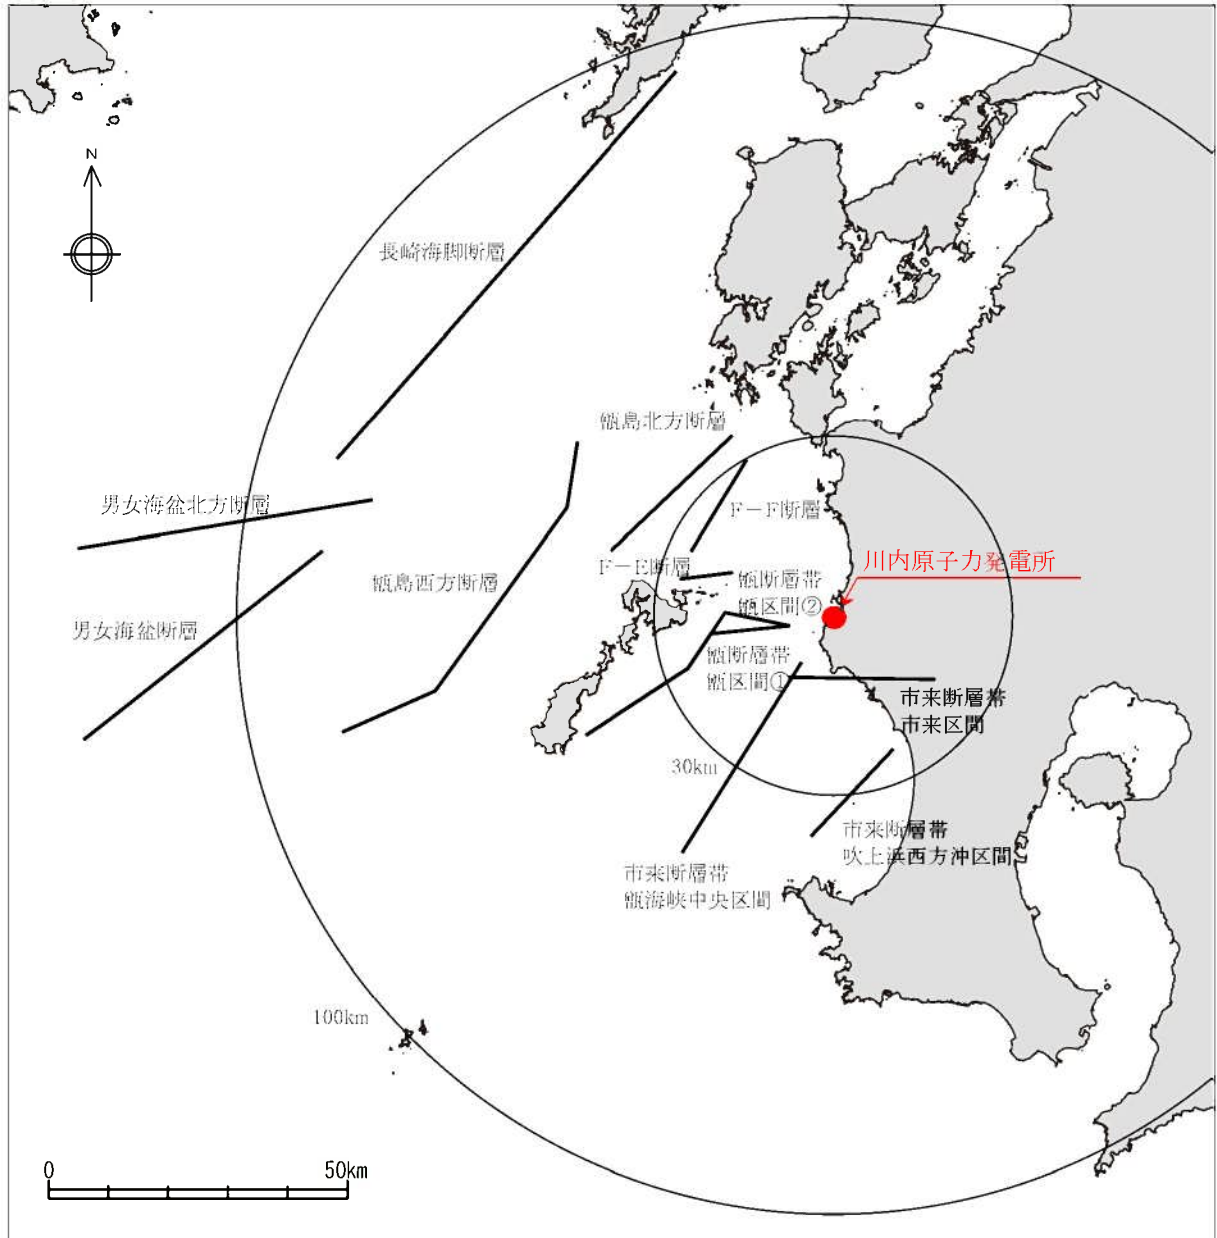 N
長崎海脚断層
甑島北方断層
男女海盆北方断層
F－F断層
川内原子力発電所
F－E断層
甑島西方断層
甑断層帯
甑区間②
男女海盆断層
甑断層帯
甑区間①
市来断層帯
市来区間
30km
市来断層帯
吹上浜西方沖区間
市来断層帯
甑海峡中央区間
100km
0
50km